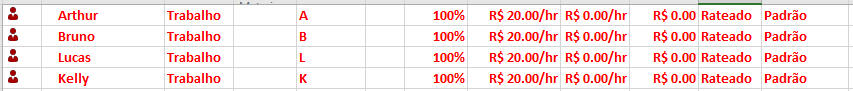 Arthur Trabalho A 100% R$ 20.00/hr R$ 0.00/hr R$ 0.00 Rateado Padrão
Bruno Trabalho B 100% R$ 20.00/hr R$ 0.00/hr R$ 0.00 Rateado Padrão
Lucas Trabalho L 100% R$ 20.00/hr R$ 0.00/hr R$ 0.00 Rateado Padrão
Kelly Trabalho K 100% R$ 20.00/hr R$ 0.00/hr R$ 0.00 Rateado Padrão